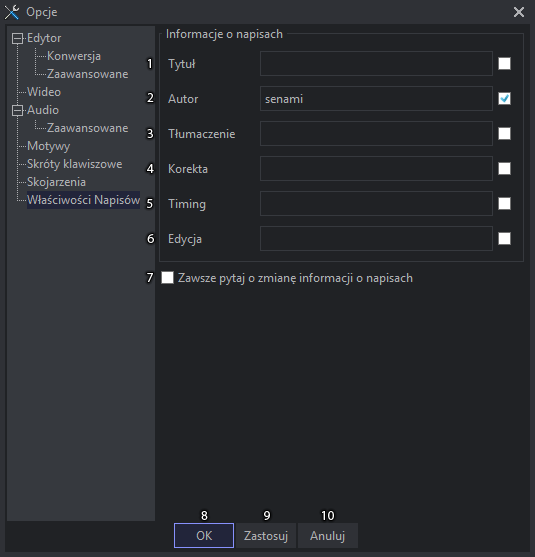 Opcje
Edytor
Konwersja
Zaawansowane
Wideo
Audio
Zaawansowane
Motywy
Skróty klawiszowe
Skojarzenia
Właściwości Napisów
Informacje o napisach
1 Tytuł
2 Autor senami
3 Tłumaczenie
4 Korekta
5 Timing
6 Edycja
7 Zawsze pytaj o zmianę informacji o napisach
8 9 10
OK Zastosuj Anuluj